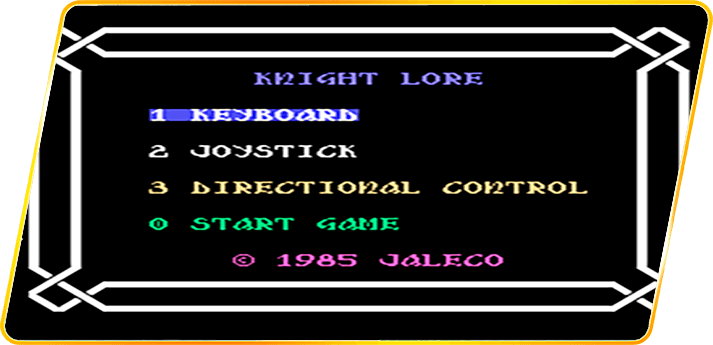 KNIGHT LORE
1 KEYBOARD
2 JOYSTICK
3 DIRECTIONAL CONTROL
0 START GAME
© 1985 JALECO